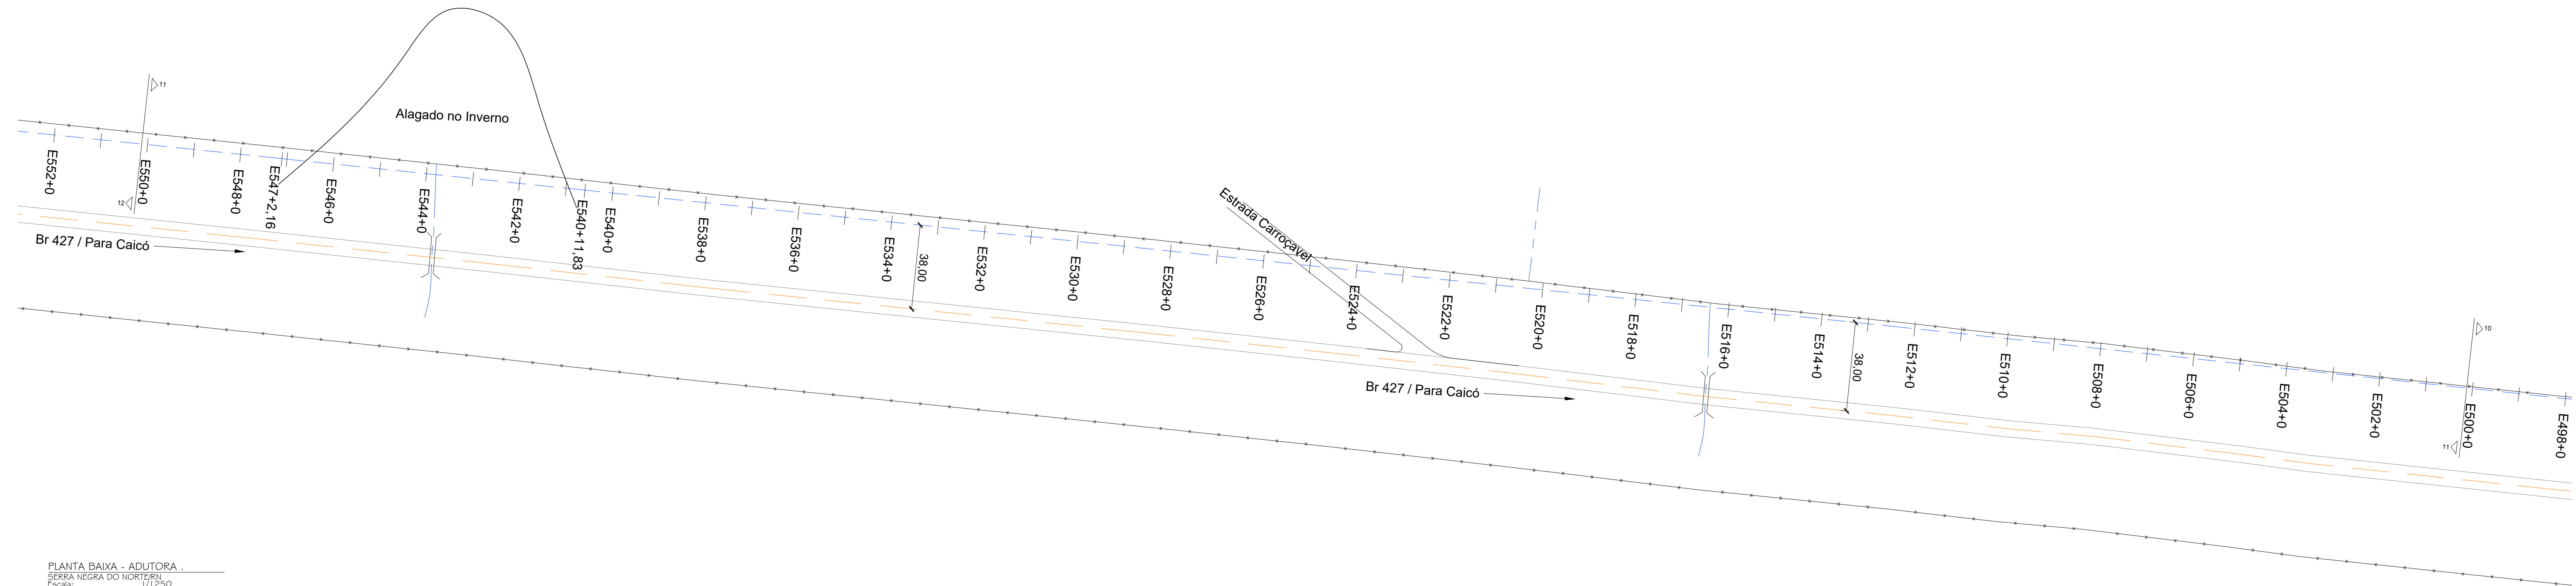 11
Alagado no Inverno
E552+0
E550+0
E548+0
E547+2,16
E546+0
E544+0
E542+0
E540+11,83
E540+0
E538+0
E536+0
E534+0
38,00
E532+0
E530+0
E528+0
E526+0
Estrada Carroçavel
E524+0
E522+0
E520+0
E518+0
E516+0
E514+0
38,00
E512+0
E510+0
E508+0
E506+0
E504+0
E502+0
E500+0
E498+0
10
11
12
Br 427 / Para Caicó
Br 427 / Para Caicó
PLANTA BAIXA - ADUTORA .
SERRA NEGRA DO NORTE/RN
Escala: 1/1250